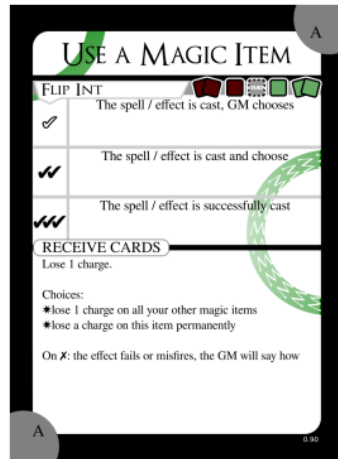 A
USE A MAGIC ITEM
FLIP INT
The spell / effect is cast, GM chooses
✓
The spell / effect is cast and choose
✓✓
The spell / effect is successfully cast
✓✓✓
RECEIVE CARDS
Lose 1 charge.
Choices:
✷lose 1 charge on all your other magic items
✷lose a charge on this item permanently
On ✗: the effect fails or misfires, the GM will say how
A
0.90